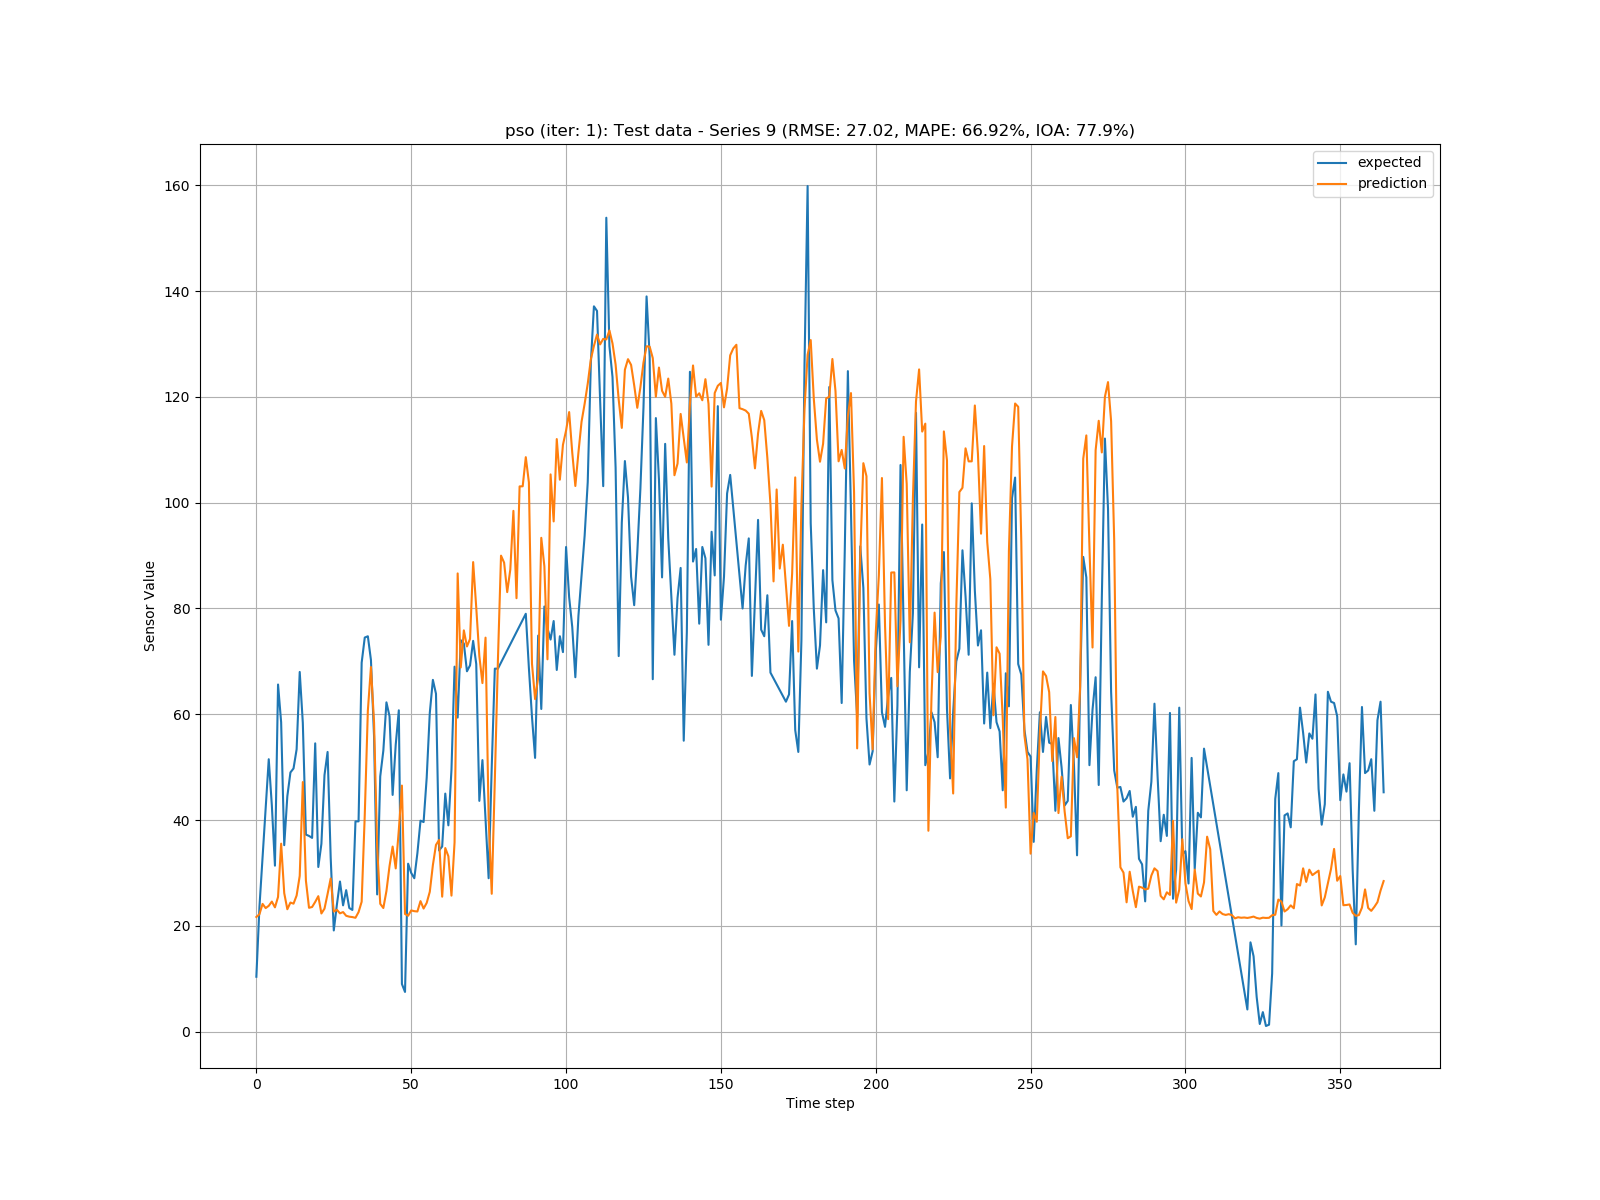 pso (iter: 1): Test data - Series 9 (RMSE: 27.02, MAPE: 66.92%, IOA: 77.9%)
expected
prediction
160
140
120
100
80
60
40
20
0
Sensor Value
0 50 100 150 200 250 300 350
Time step